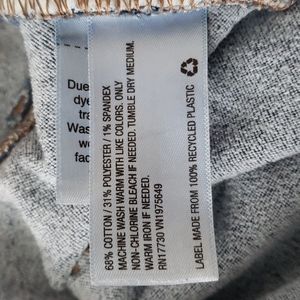 Due
dye
tra
Was
wo
fad
68% COTTON / 31% POLYESTER / 1% SPANDEX
MACHINE WASH WARM WITH LIKE COLORS. ONLY
NON-CHLORINE BLEACH IF NEEDED. TUMBLE DRY MEDIUM.
WARM IRON IF NEEDED.
RN17730 VN1975649
LABEL MADE FROM 100% RECYCLED PLASTIC